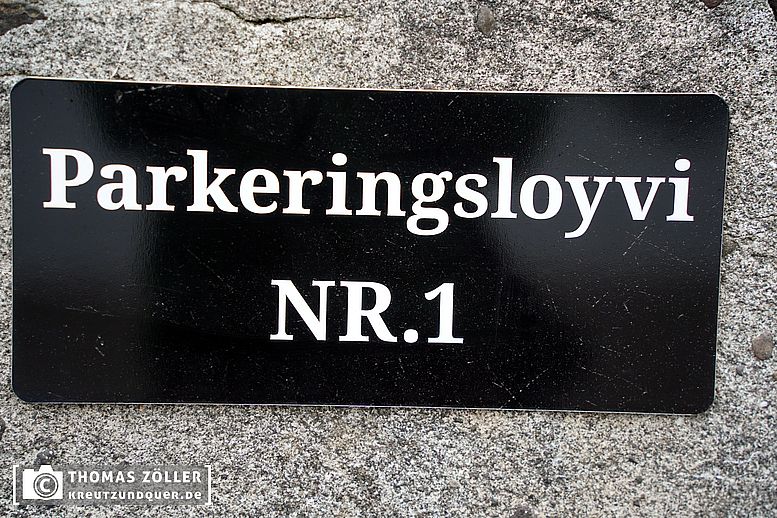 Parkeringsloyvi
NR.1
THOMAS ZÖLLER
KREUTZUNDQUER.DE